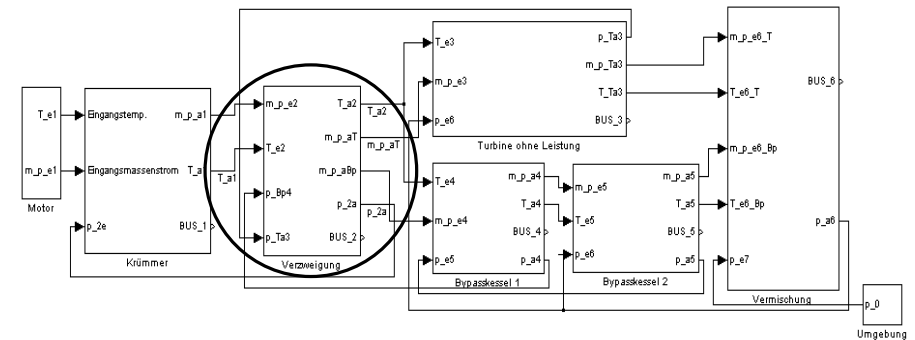 T_e1
m_p_e1
Motor
Eingangstemp.
Eingangsmassenstrom
p_2e
m_p_a1
T_a
BUS_1
Krümmer
T_a1
m_p_e2
T_e2
p_Bp4
p_Ta3
T_a2
m_p_aT
m_p_aBp
p_2a
BUS_2
Verzweigung
T_a2
m_p_aT
p_2a
T_e3
m_p_e3
p_e6
p_Ta3
m_p_Ta3
T_Ta3
BUS_3
Turbine ohne Leistung
T_e4
m_p_e4
p_e5
m_p_a4
T_a4
BUS_4
p_a4
Bypasskessel 1
m_p_e5
T_e5
p_e6
m_p_a5
T_a5
BUS_5
p_a5
Bypasskessel 2
m_p_e6_T
T_e6_T
m_p_e6_Bp
T_e6_Bp
p_e7
BUS_6
p_a6
Vermischung
p_0
Umgebung